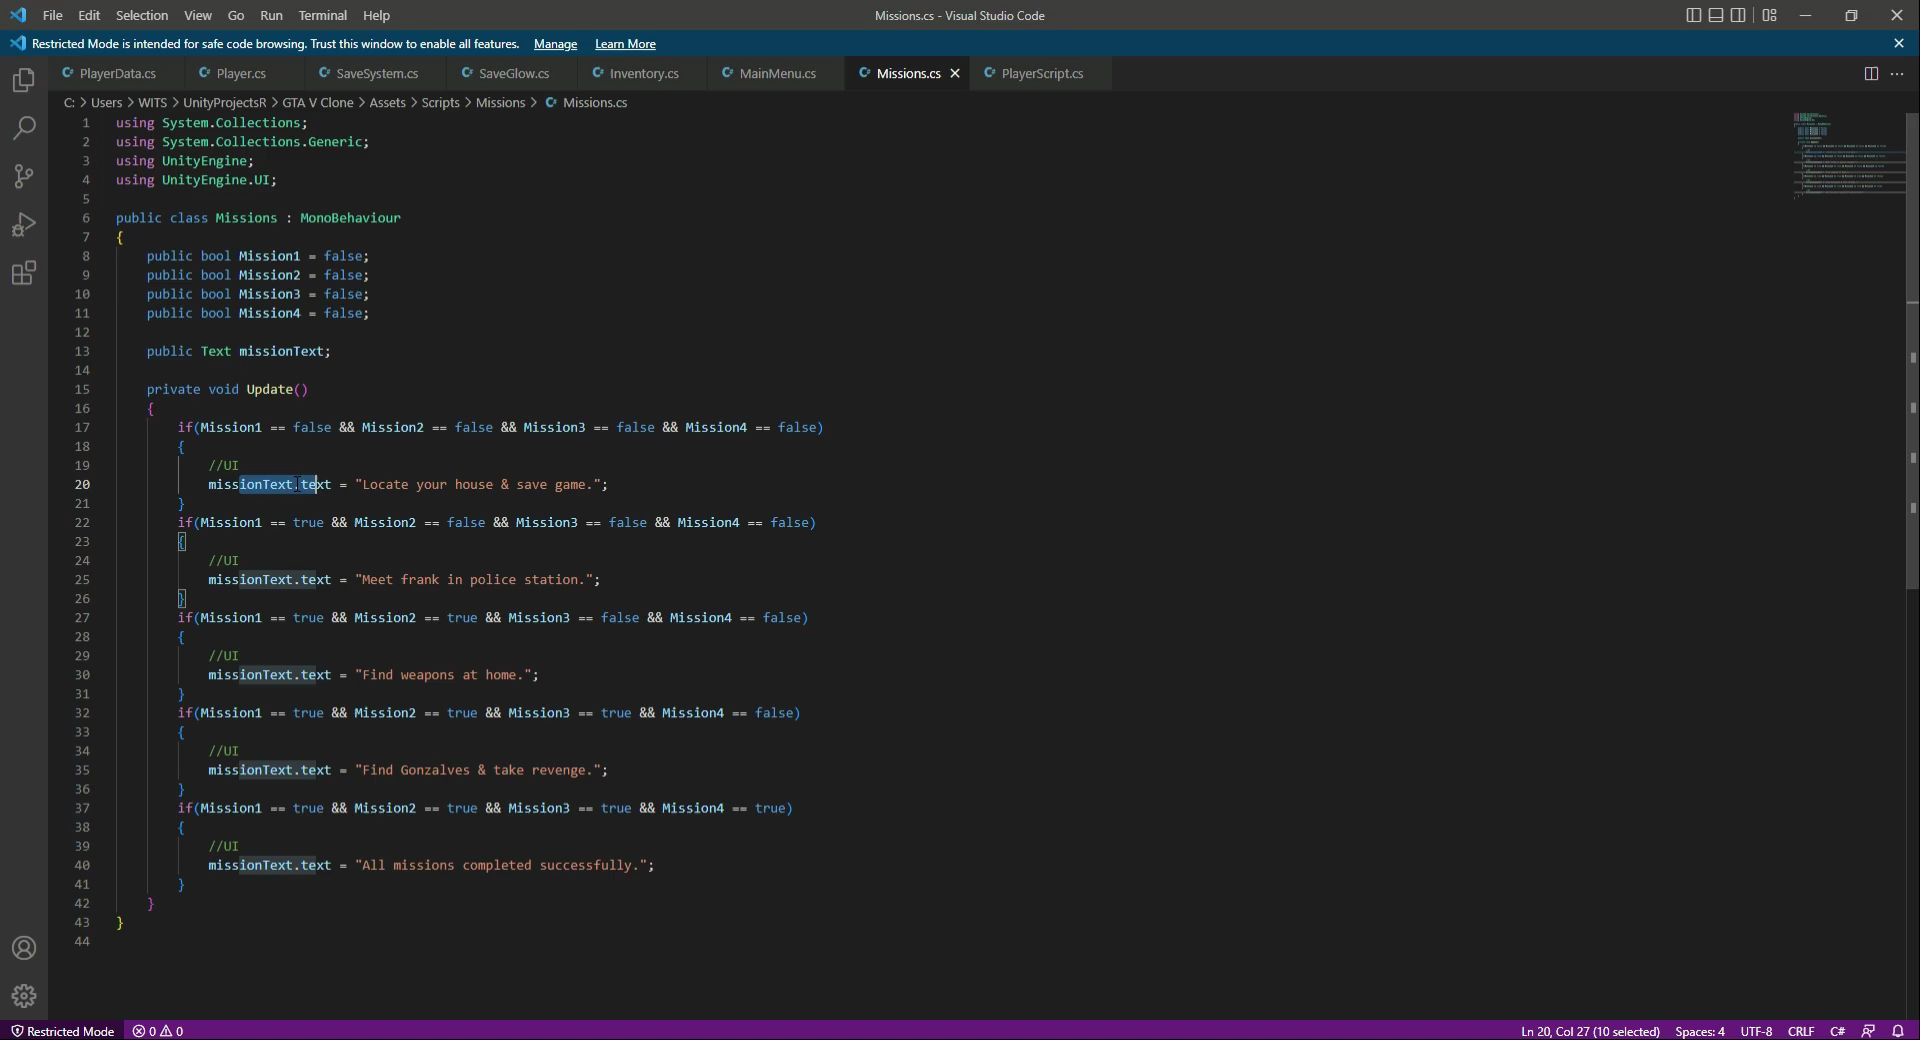 File Edit Selection View Go Run Terminal Help Missions.cs - Visual Studio Code
Restricted Mode is intended for safe code browsing. Trust this window to enable all features. Manage Learn More
PlayerData.cs Player.cs SaveSystem.cs SaveGlow.cs Inventory.cs MainMenu.cs Missions.cs PlayerScript.cs
C: > Users > WITS > UnityProjectsR > GTA V Clone > Assets > Scripts > Missions > Missions.cs
1 using System.Collections;
2 using System.Collections.Generic;
3 using UnityEngine;
4 using UnityEngine.UI;
5
6 public class Missions : MonoBehaviour
7 {
8 public bool Mission1 = false;
9 public bool Mission2 = false;
10 public bool Mission3 = false;
11 public bool Mission4 = false;
12
13 public Text missionText;
14
15 private void Update()
16 {
17 if(Mission1 == false && Mission2 == false && Mission3 == false && Mission4 == false)
18 {
19 //UI
20 missionText.text = "Locate your house & save game.";
21 }
22 if(Mission1 == true && Mission2 == false && Mission3 == false && Mission4 == false)
23 {
24 //UI
25 missionText.text = "Meet frank in police station.";
26 }
27 if(Mission1 == true && Mission2 == true && Mission3 == false && Mission4 == false)
28 {
29 //UI
30 missionText.text = "Find weapons at home.";
31 }
32 if(Mission1 == true && Mission2 == true && Mission3 == true && Mission4 == false)
33 {
34 //UI
35 missionText.text = "Find Gonzalves & take revenge.";
36 }
37 if(Mission1 == true && Mission2 == true && Mission3 == true && Mission4 == true)
38 {
39 //UI
40 missionText.text = "All missions completed successfully.";
41 }
42 }
43 }
44
Restricted Mode 0 0 Ln 20, Col 27 (10 selected) Spaces: 4 UTF-8 CRLF C#